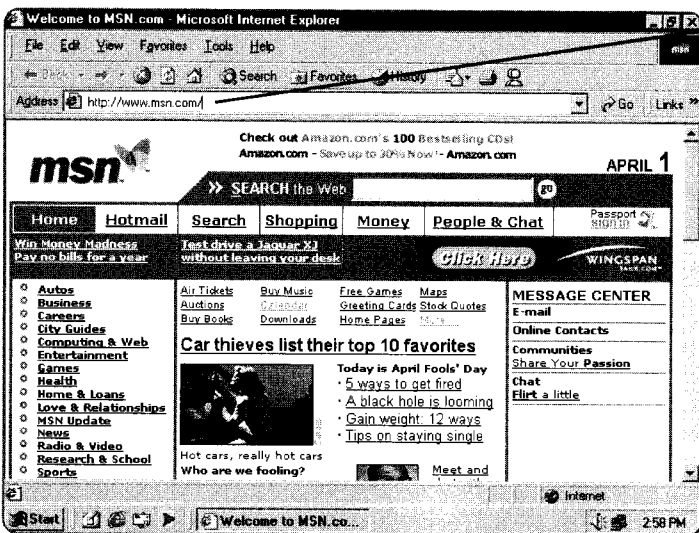 Welcome to MSN.com - Microsoft Internet Explorer
File Edit View Favorites Tools Help
msn
Back Search Favorites History
Address http://www.msn.com/ Go Links »
msn
Check out Amazon.com's 100 Bestselling CDs!
Amazon.com - Save up to 30% Now! - Amazon.com
APRIL 1
>> SEARCH the Web go
Home Hotmail Search Shopping Money People & Chat Passport sign in
Win Money Madness
Pay no bills for a year
Test drive a Jaguar XJ
without leaving your desk
Click Here
WINGSPAN
BANK.COM
Autos
Business
Careers
City Guides
Computing & Web
Entertainment
Games
Health
Home & Loans
Love & Relationships
MSN Update
News
Radio & Video
Research & School
Sports
Air Tickets Buy Music Free Games Maps
Auctions Calendar Greeting Cards Stock Quotes
Buy Books Downloads Home Pages More...
Car thieves list their top 10 favorites
Hot cars, really hot cars
Who are we fooling?
Today is April Fools' Day
· 5 ways to get fired
· A black hole is looming
· Gain weight: 12 ways
· Tips on staying single
Meet and
MESSAGE CENTER
E-mail
Online Contacts
Communities
Share Your Passion
Chat
Flirt a little
Internet
Start Welcome to MSN.co... 2:58 PM